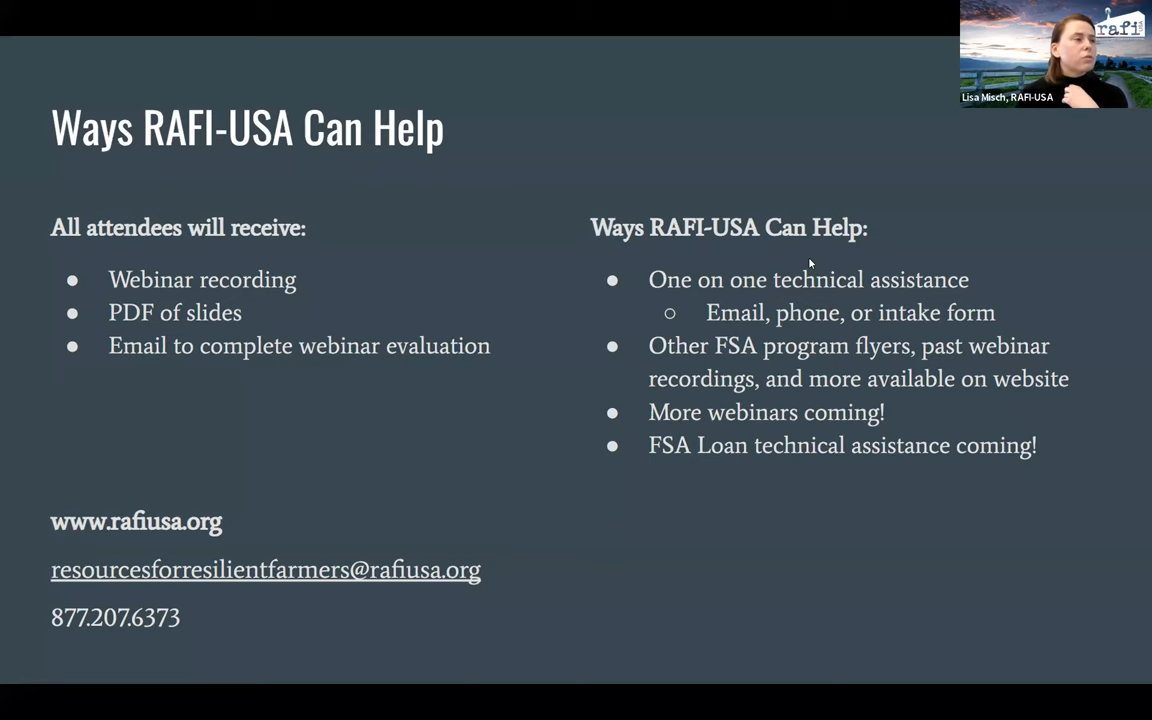 rafi
USA
Lisa Misch, RAFI-USA
Ways RAFI-USA Can Help
All attendees will receive:
● Webinar recording
● PDF of slides
● Email to complete webinar evaluation
Ways RAFI-USA Can Help:
● One on one technical assistance
○ Email, phone, or intake form
● Other FSA program flyers, past webinar
recordings, and more available on website
● More webinars coming!
● FSA Loan technical assistance coming!
www.rafiusa.org
resourcesforresilientfarmers@rafiusa.org
877.207.6373